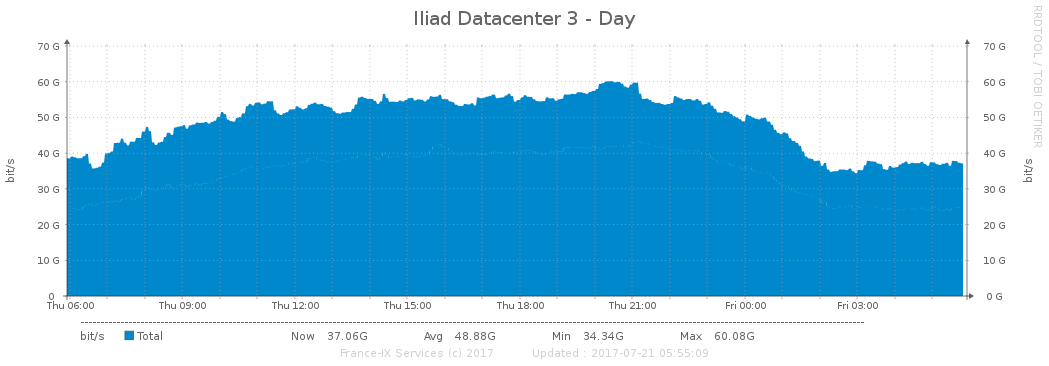 Iliad Datacenter 3 - Day
RRDTOOL / TOBI OETIKER
70 G 70 G
60 G 60 G
50 G 50 G
40 G 40 G
30 G 30 G
20 G 20 G
10 G 10 G
0 0 G
bit/s bit/s
Thu 06:00 Thu 09:00 Thu 12:00 Thu 15:00 Thu 18:00 Thu 21:00 Fri 00:00 Fri 03:00
bit/s Total Now 37.06G Avg 48.88G Min 34.34G Max 60.08G
France-IX Services (c) 2017 Updated : 2017-07-21 05:55:09